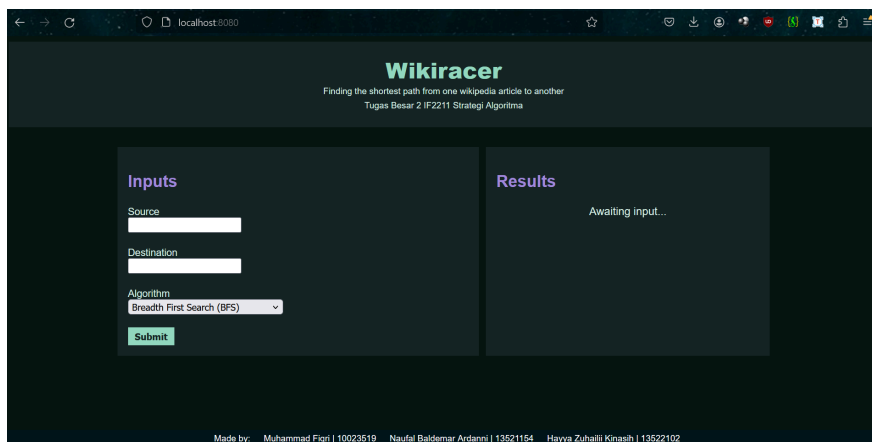 localhost:8080
Wikiracer
Finding the shortest path from one wikipedia article to another
Tugas Besar 2 IF2211 Strategi Algoritma
Inputs
Source
Destination
Algorithm
Breadth First Search (BFS)
Submit
Results
Awaiting input...
Made by: Muhammad Fiqri | 10023519 Naufal Baldemar Ardanni | 13521154 Hayya Zuhailii Kinasih | 13522102